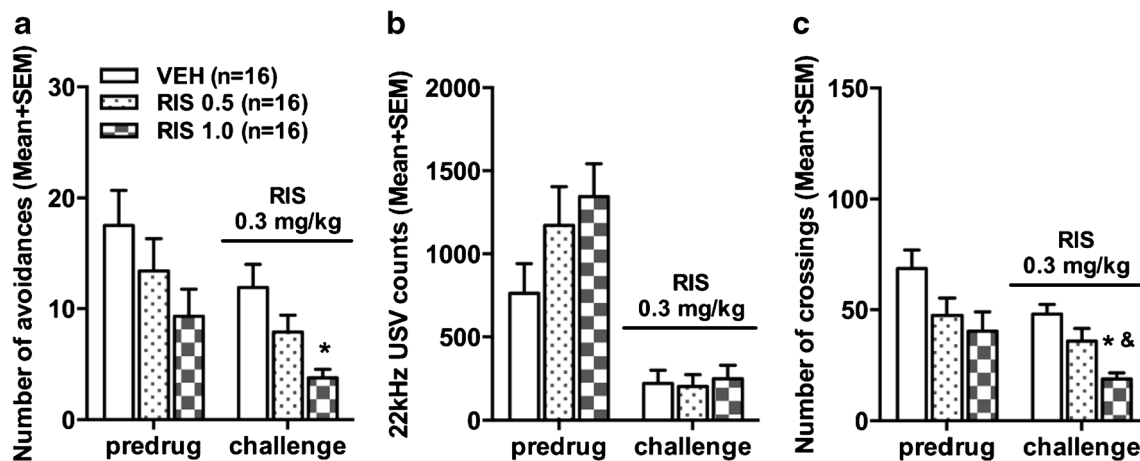 a
Number of avoidances (Mean+SEM)
30
20
10
0
VEH (n=16)
RIS 0.5 (n=16)
RIS 1.0 (n=16)
RIS
0.3 mg/kg
*
predrug
challenge
b
22kHz USV counts (Mean+SEM)
2000
1500
1000
500
0
RIS
0.3 mg/kg
predrug
challenge
c
Number of crossings (Mean+SEM)
150
100
50
0
RIS
0.3 mg/kg
* &
predrug
challenge